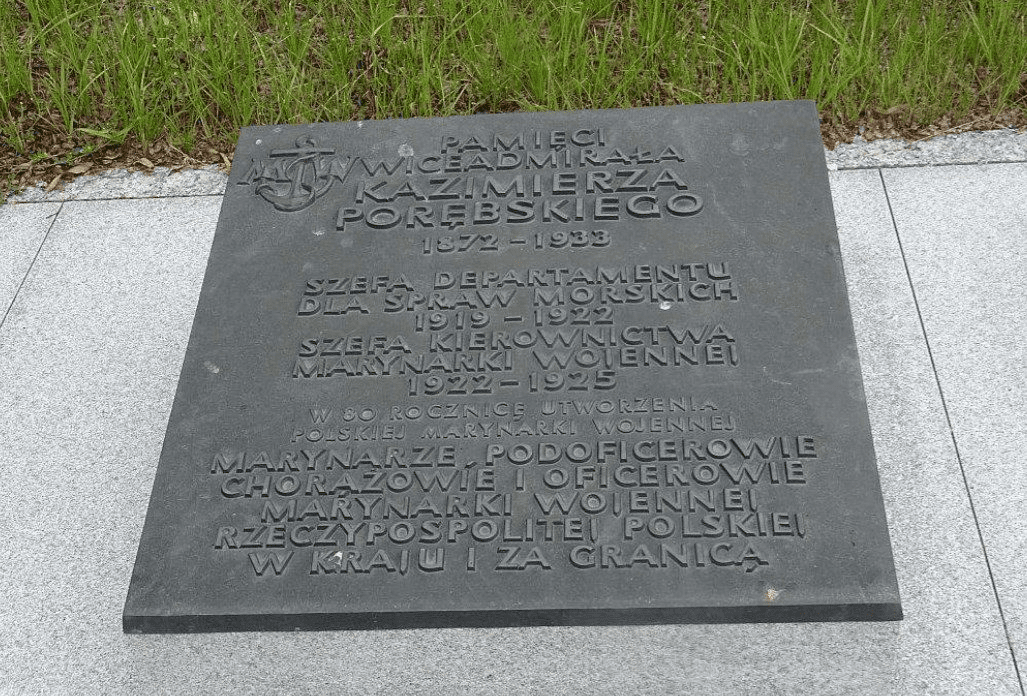 PAMIĘCI
WICEADMIRAŁA
KAZIMIERZA
PORĘBSKIEGO
1872 - 1933
SZEFA DEPARTAMENTU
DLA SPRAW MORSKICH
1919 - 1922
SZEFA KIEROWNICTWA
MARYNARKI WOJENNEJ
1922 - 1925
W 80 ROCZNICE UTWORZENIA
POLSKIEJ MARYNARKI WOJENNEJ
MARYNARZE, PODOFICEROWIE
CHORĄŻOWIE I OFICEROWIE
MARYNARKI WOJENNEJ
RZECZYPOSPOLITEJ POLSKIEJ
W KRAJU I ZA GRANICĄ